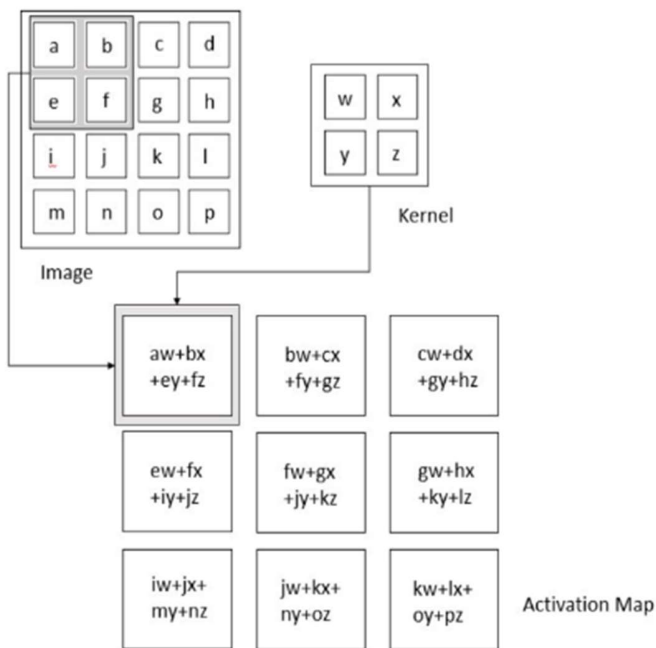 a b c d
e f g h
i j k l
m n o p
Image
w x
y z
Kernel
aw+bx
+ey+fz
bw+cx
+fy+gz
cw+dx
+gy+hz
ew+fx
+iy+jz
fw+gx
+jy+kz
gw+hx
+ky+lz
iw+jx+
my+nz
jw+kx+
ny+oz
kw+lx+
oy+pz
Activation Map